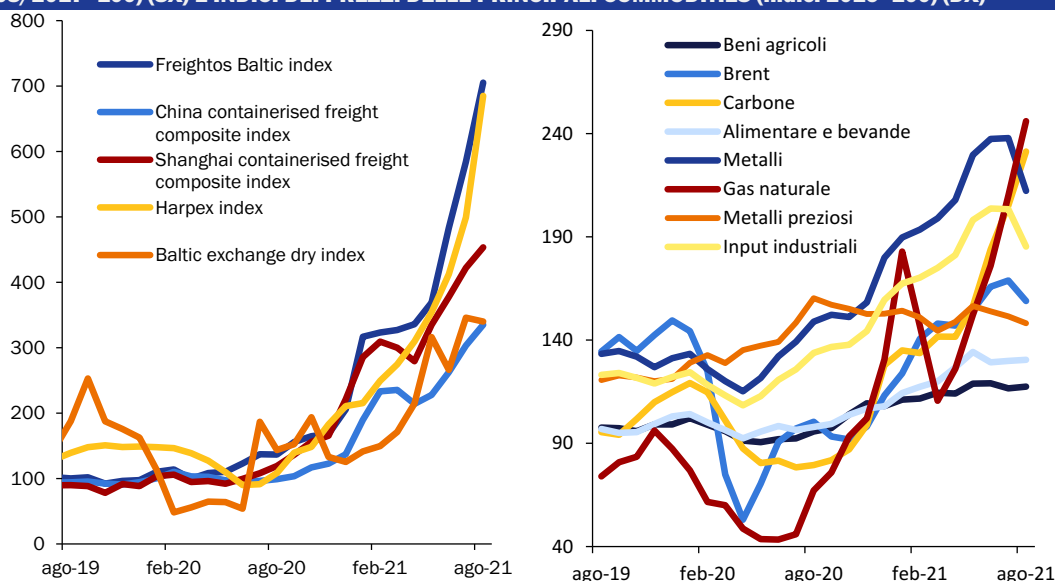 800
700
600
500
400
300
200
100
0
Freightos Baltic index
China containerised freight
composite index
Shanghai containerised freight
composite index
Harpex index
Baltic exchange dry index
ago-19 feb-20 ago-20 feb-21 ago-21
290
240
190
140
90
40
Beni agricoli
Brent
Carbone
Alimentare e bevande
Metalli
Gas naturale
Metalli preziosi
Input industriali
ago-19 feb-20 ago-20 feb-21 ago-21